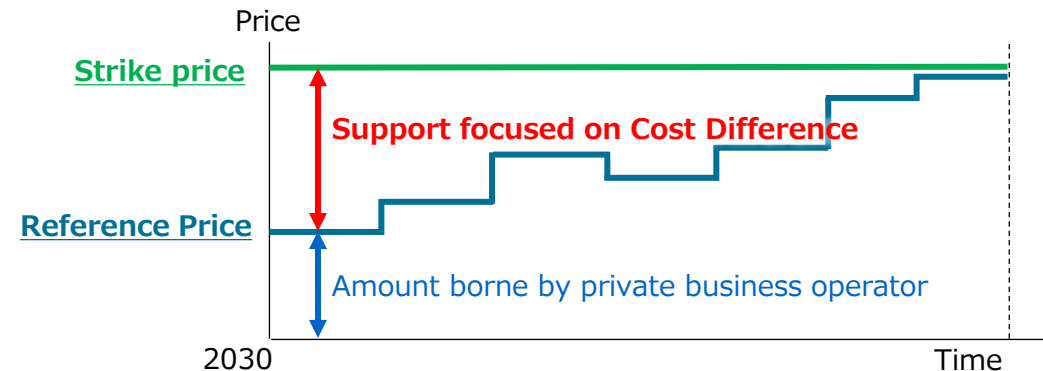 Price
Strike price
Support focused on Cost Difference
Reference Price
Amount borne by private business operator
2030
Time